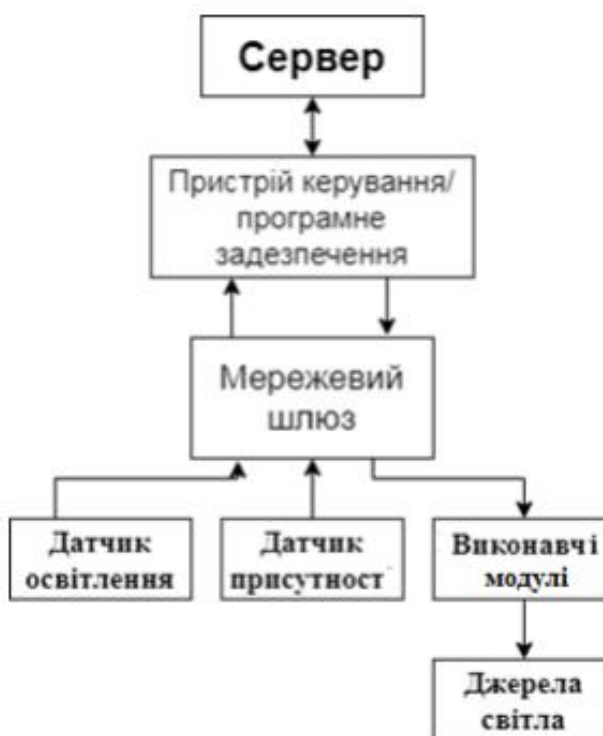 Сервер
Пристрій керування/
програмне
задезпечення
Мережевий
шлюз
Датчик
освітлення
Датчик
присутност
Виконавчі
модулі
Джерела
світла